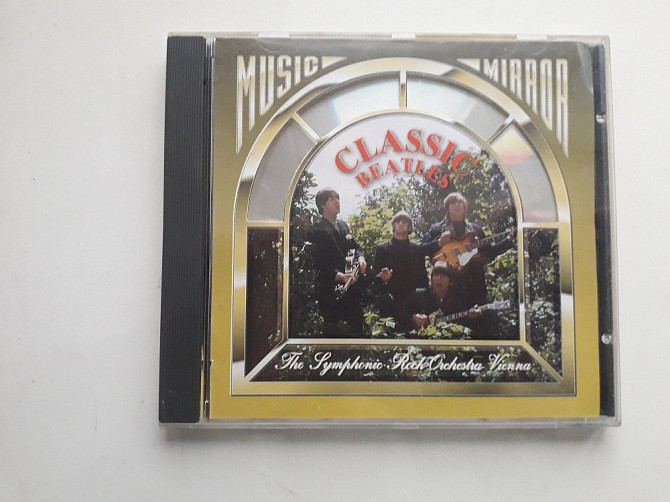 MUSIC MIRROR
CLASSIC
BEATLES
The Symphonic Rock Orchestra Vienna